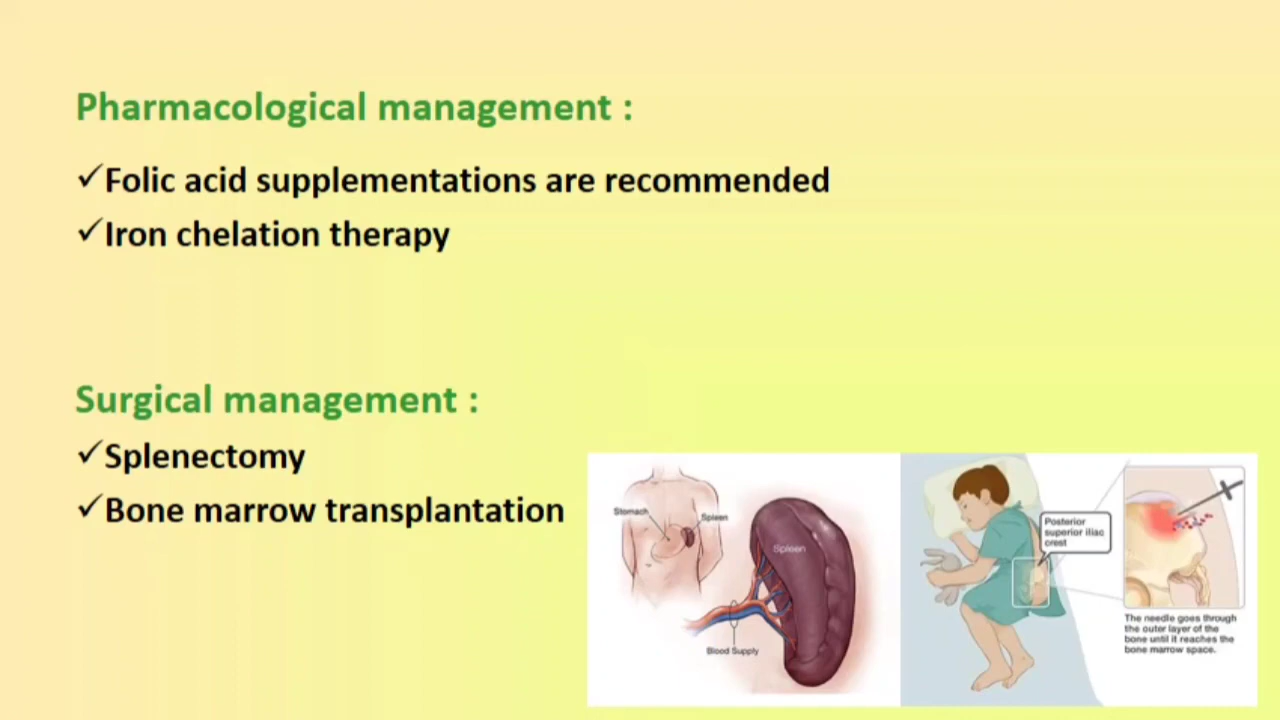 Pharmacological management :
✓Folic acid supplementations are recommended
✓Iron chelation therapy
Surgical management :
✓Splenectomy
✓Bone marrow transplantation
Stomach
Spleen
Spleen
Blood Supply
Posterior
superior iliac
crest
The needle goes through
the outer layer of the
bone until it reaches the
bone marrow space.